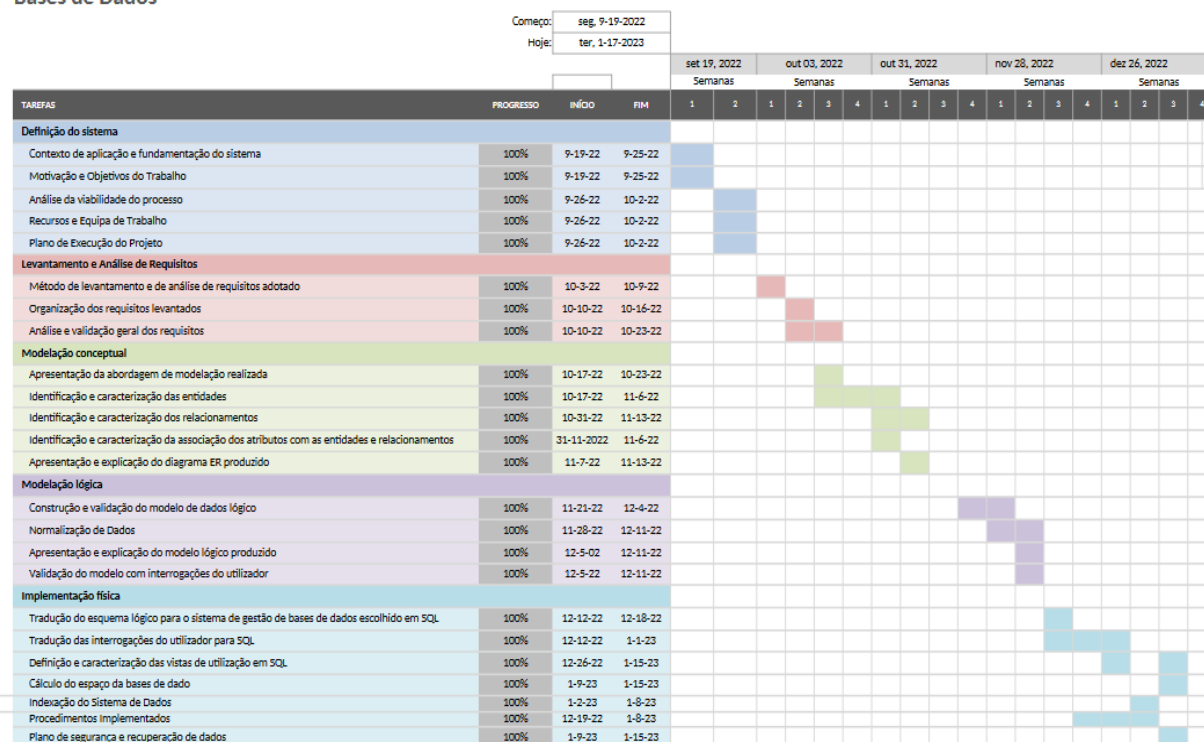 Bases de Dados
Começo: seg, 9-19-2022
Hoje: ter, 1-17-2023
set 19, 2022 out 03, 2022 out 31, 2022 nov 28, 2022 dez 26, 2022
Semanas Semanas Semanas Semanas Semanas
TAREFAS PROGRESSO INÍCIO FIM 1 2 1 2 3 4 1 2 3 4 1 2 3 4 1 2 3 4
Definição do sistema
Contexto de aplicação e fundamentação do sistema 100% 9-19-22 9-25-22
Motivação e Objetivos do Trabalho 100% 9-19-22 9-25-22
Análise da viabilidade do processo 100% 9-26-22 10-2-22
Recursos e Equipa de Trabalho 100% 9-26-22 10-2-22
Plano de Execução do Projeto 100% 9-26-22 10-2-22
Levantamento e Análise de Requisitos
Método de levantamento e de análise de requisitos adotado 100% 10-3-22 10-9-22
Organização dos requisitos levantados 100% 10-10-22 10-16-22
Análise e validação geral dos requisitos 100% 10-10-22 10-23-22
Modelação conceptual
Apresentação da abordagem de modelação realizada 100% 10-17-22 10-23-22
Identificação e caracterização das entidades 100% 10-17-22 11-6-22
Identificação e caracterização dos relacionamentos 100% 10-31-22 11-13-22
Identificação e caracterização da associação dos atributos com as entidades e relacionamentos 100% 31-11-2022 11-6-22
Apresentação e explicação do diagrama ER produzido 100% 11-7-22 11-13-22
Modelação lógica
Construção e validação do modelo de dados lógico 100% 11-21-22 12-4-22
Normalização de Dados 100% 11-28-22 12-11-22
Apresentação e explicação do modelo lógico produzido 100% 12-5-02 12-11-22
Validação do modelo com interrogações do utilizador 100% 12-5-22 12-11-22
Implementação física
Tradução do esquema lógico para o sistema de gestão de bases de dados escolhido em SQL 100% 12-12-22 12-18-22
Tradução das interrogações do utilizador para SQL 100% 12-12-22 1-1-23
Definição e caracterização das vistas de utilização em SQL 100% 12-26-22 1-15-23
Cálculo do espaço da bases de dado 100% 1-9-23 1-15-23
Indexação do Sistema de Dados 100% 1-2-23 1-8-23
Procedimentos Implementados 100% 12-19-22 1-8-23
Plano de segurança e recuperação de dados 100% 1-9-23 1-15-23